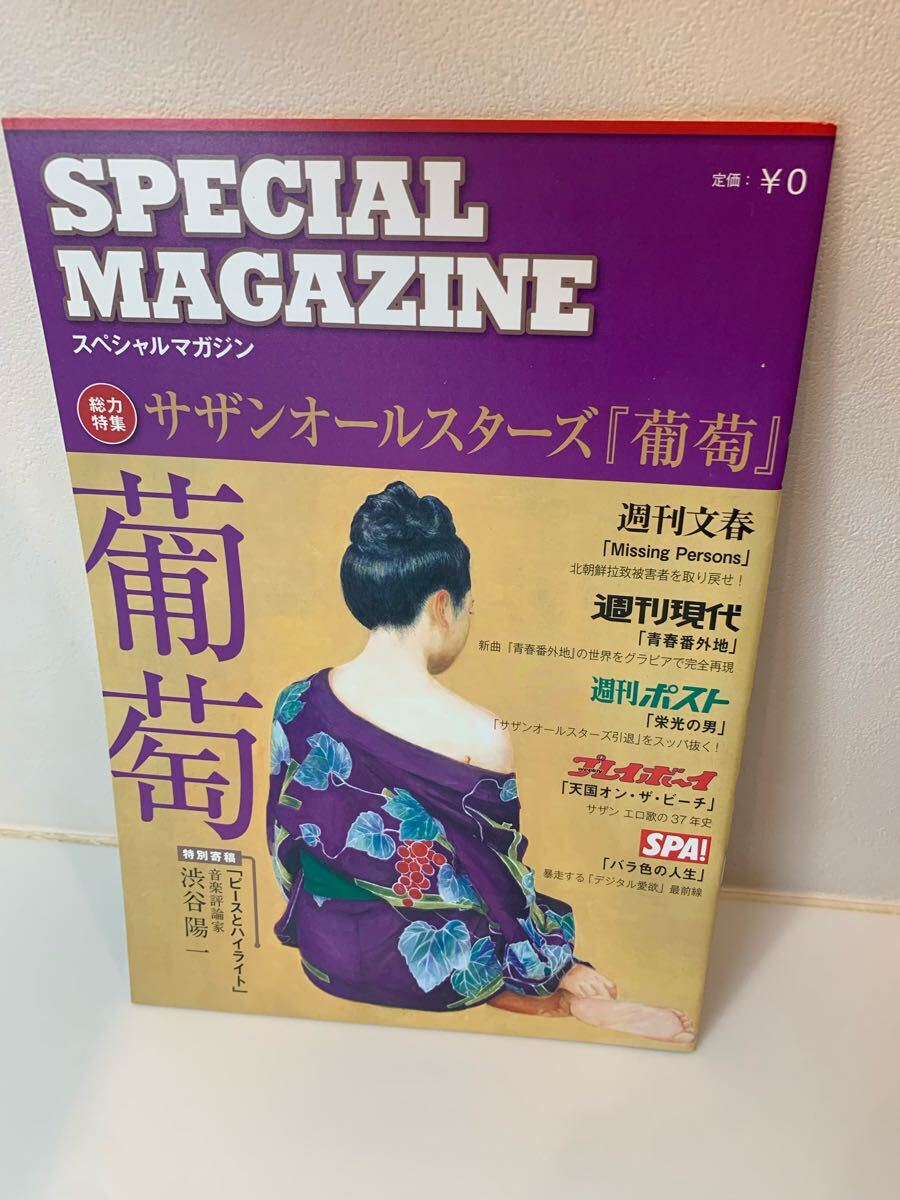 SPECIAL
MAGAZINE
スペシャルマガジン
定価：¥0
総力
特集
サザンオールスターズ『葡萄』
葡萄
週刊文春
「Missing Persons」
北朝鮮拉致被害者を取り戻せ！
週刊現代
「青春番外地」
新曲『青春番外地』の世界をグラビアで完全再現
週刊ポスト
「栄光の男」
「サザンオールスターズ引退」をスッパ抜く！
weekly
プレイボーイ
「天国オン・ザ・ビーチ」
サザン エロ歌の37年史
SPA!
「バラ色の人生」
暴走する「デジタル愛欲」最前線
特別寄稿
「ピースとハイライト」
音楽評論家
渋谷陽一